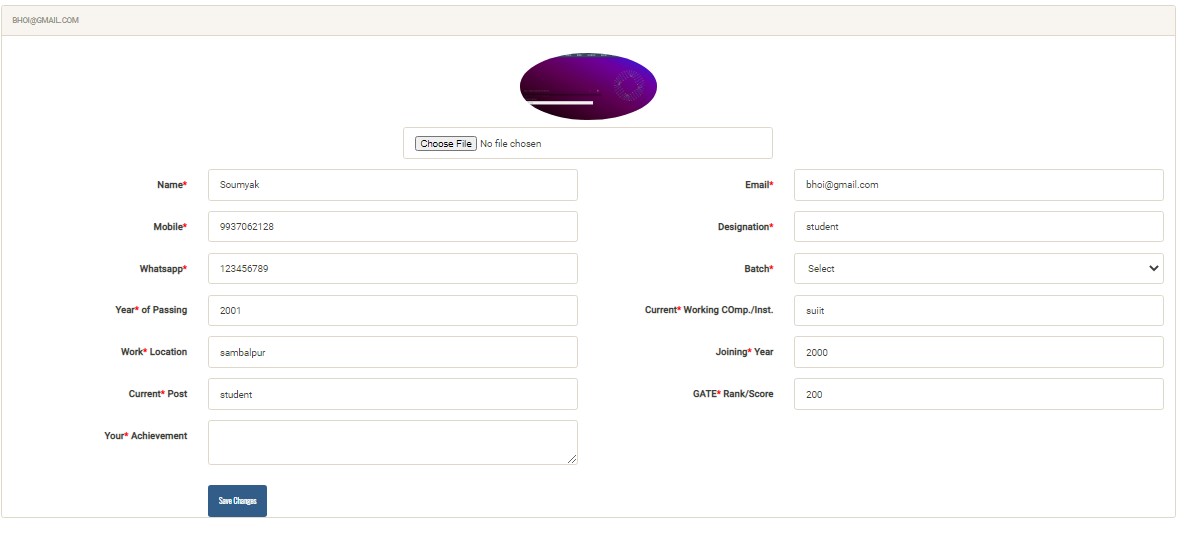 BHOI@GMAIL.COM
Choose File No file chosen
Name* Soumyak Email* bhoi@gmail.com
Mobile* 9937062128 Designation* student
Whatsapp* 123456789 Batch* Select
Year* of Passing 2001 Current* Working COmp./Inst. suiit
Work* Location sambalpur Joining* Year 2000
Current* Post student GATE* Rank/Score 200
Your* Achievement
Save Changes